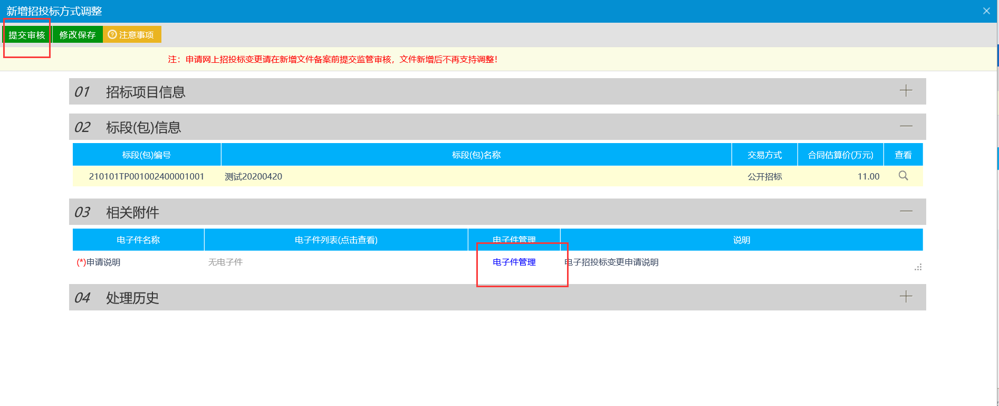 新增招投标方式调整
提交审核 修改保存 注意事项
注：申请网上招投标变更请在新增文件备案前提交监管审核，文件新增后不再支持调整！
01 招标项目信息
02 标段(包)信息
标段(包)编号 标段(包)名称 交易方式 合同估算价(万元) 查看
210101TP001002400001001 测试20200420 公开招标 11.00
03 相关附件
电子件名称 电子件列表(点击查看) 电子件管理 说明
(*)申请说明 无电子件 电子件管理 电子招投标变更申请说明
04 处理历史